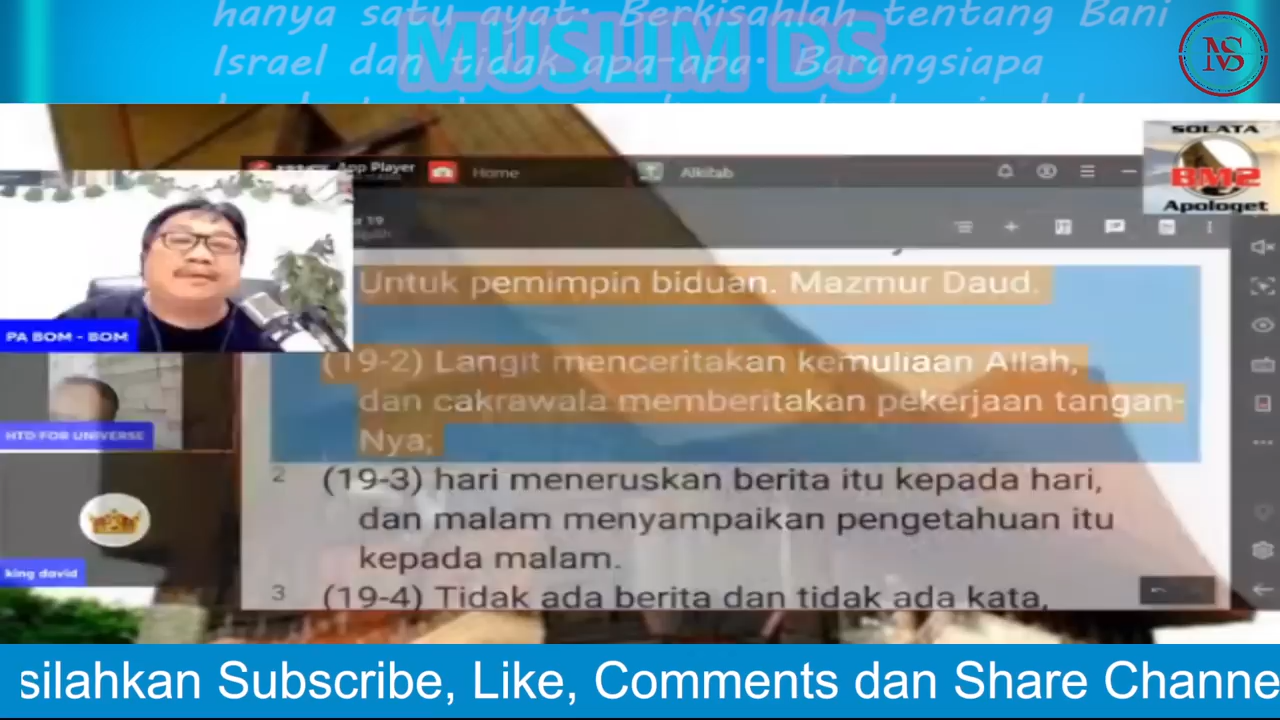 hanya satu ayat. Berkisahlah tentang Bani
Israel dan tidak apa-apa. Barangsiapa
MUSLIM DS
MS
SOLATA
BM2
Apologet
App Player
Home
Alkitab
19
Untuk pemimpin biduan. Mazmur Daud.
(19-2) Langit menceritakan kemuliaan Allah,
dan cakrawala memberitakan pekerjaan tangan-
Nya;
2 (19-3) hari meneruskan berita itu kepada hari,
dan malam menyampaikan pengetahuan itu
kepada malam.
3 (19-4) Tidak ada berita dan tidak ada kata,
PA BOM - BOM
HTD FOR UNIVERSE
king david
silahkan Subscribe, Like, Comments dan Share Channe